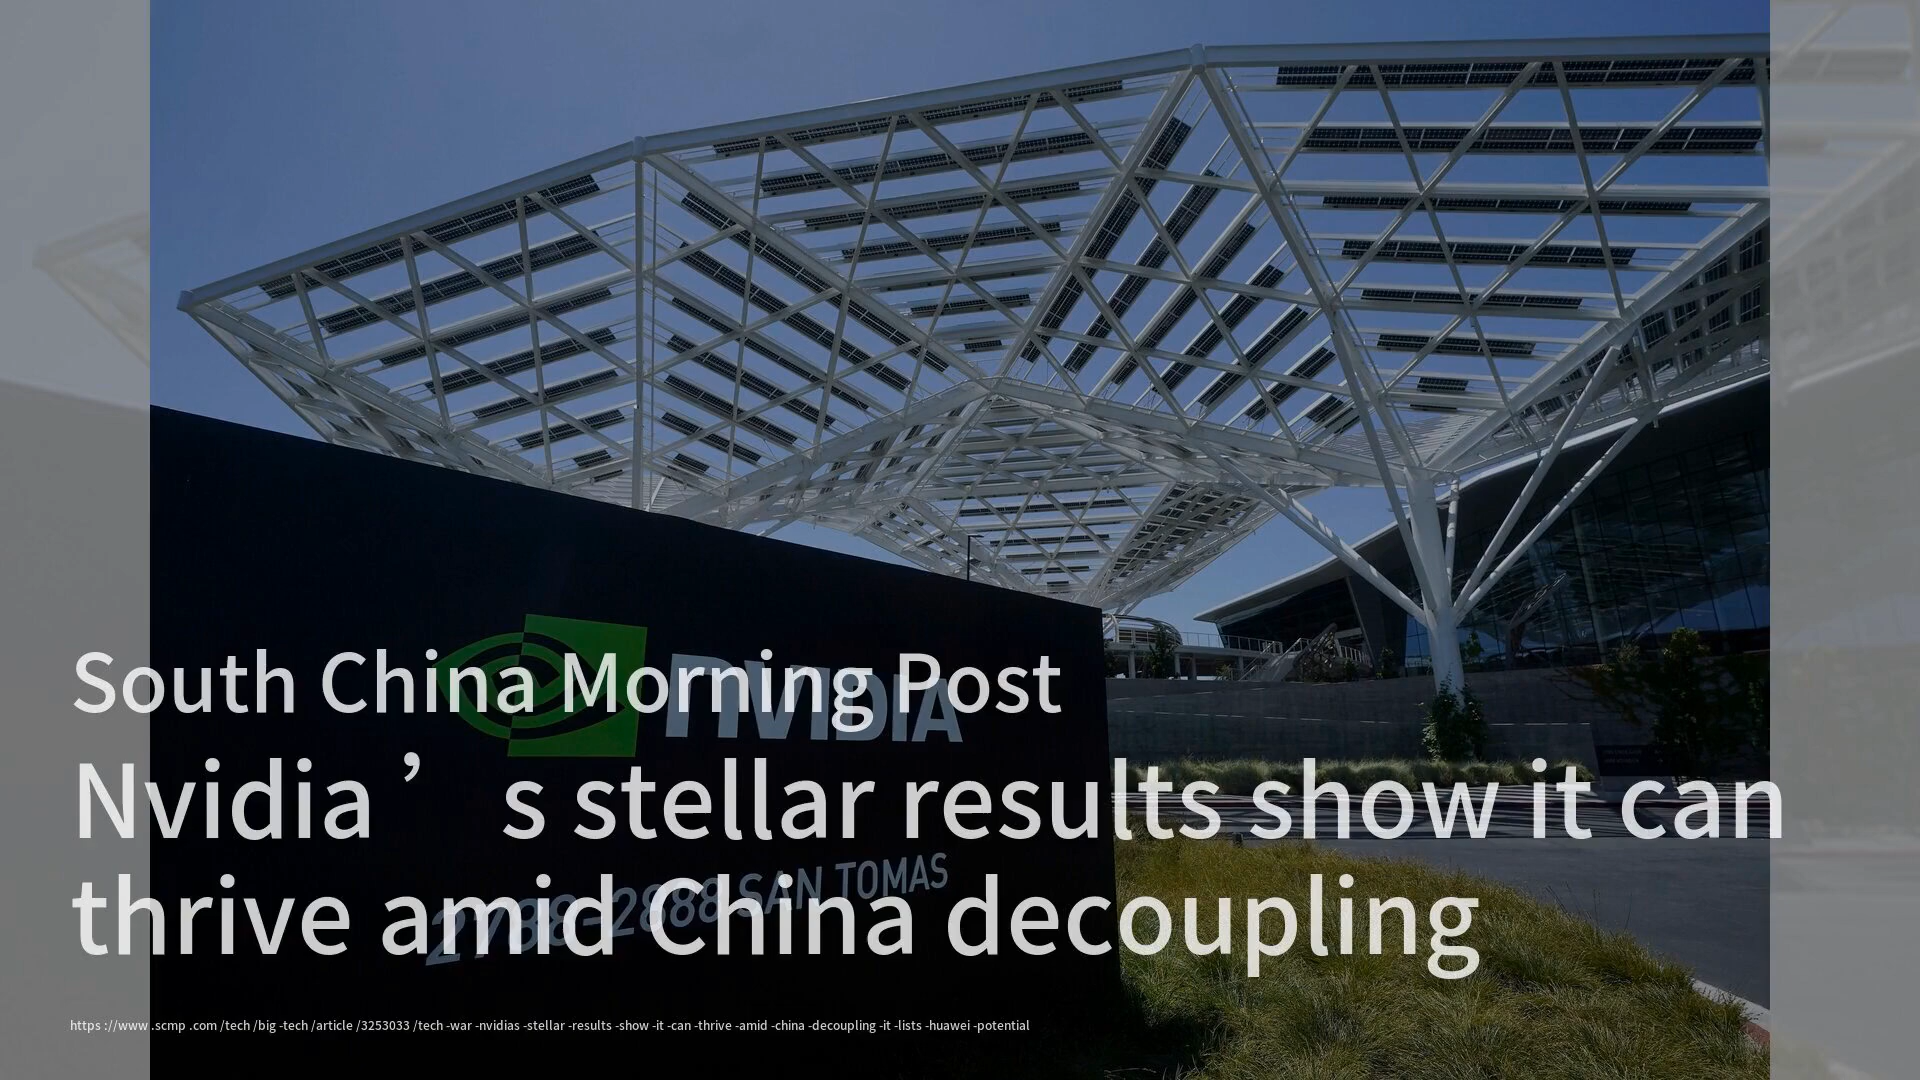 South China Morning Post
NVIDIA
Nvidia’s stellar results show it can
thrive amid China decoupling
2788-2888 SAN TOMAS
https ://www .scmp .com /tech /big -tech /article /3253033 /tech -war -nvidias -stellar -results -show -it -can -thrive -amid -china -decoupling -it -lists -huawei -potential